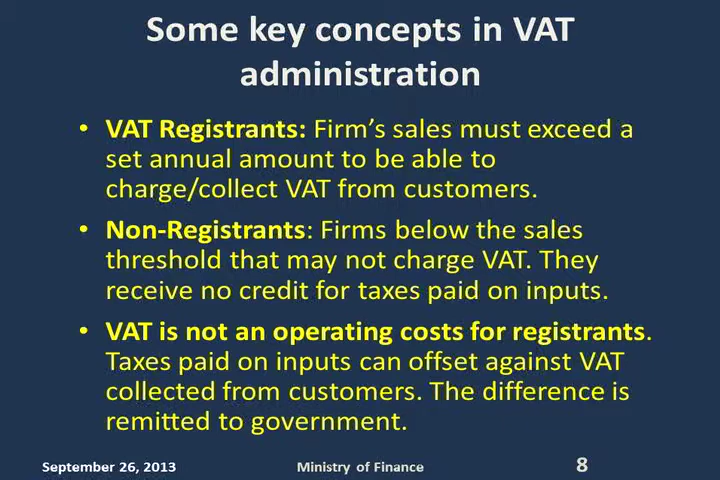 Some key concepts in VAT
administration
• VAT Registrants: Firm's sales must exceed a
set annual amount to be able to
charge/collect VAT from customers.
• Non-Registrants: Firms below the sales
threshold that may not charge VAT. They
receive no credit for taxes paid on inputs.
• VAT is not an operating costs for registrants.
Taxes paid on inputs can offset against VAT
collected from customers. The difference is
remitted to government.
September 26, 2013 Ministry of Finance 8